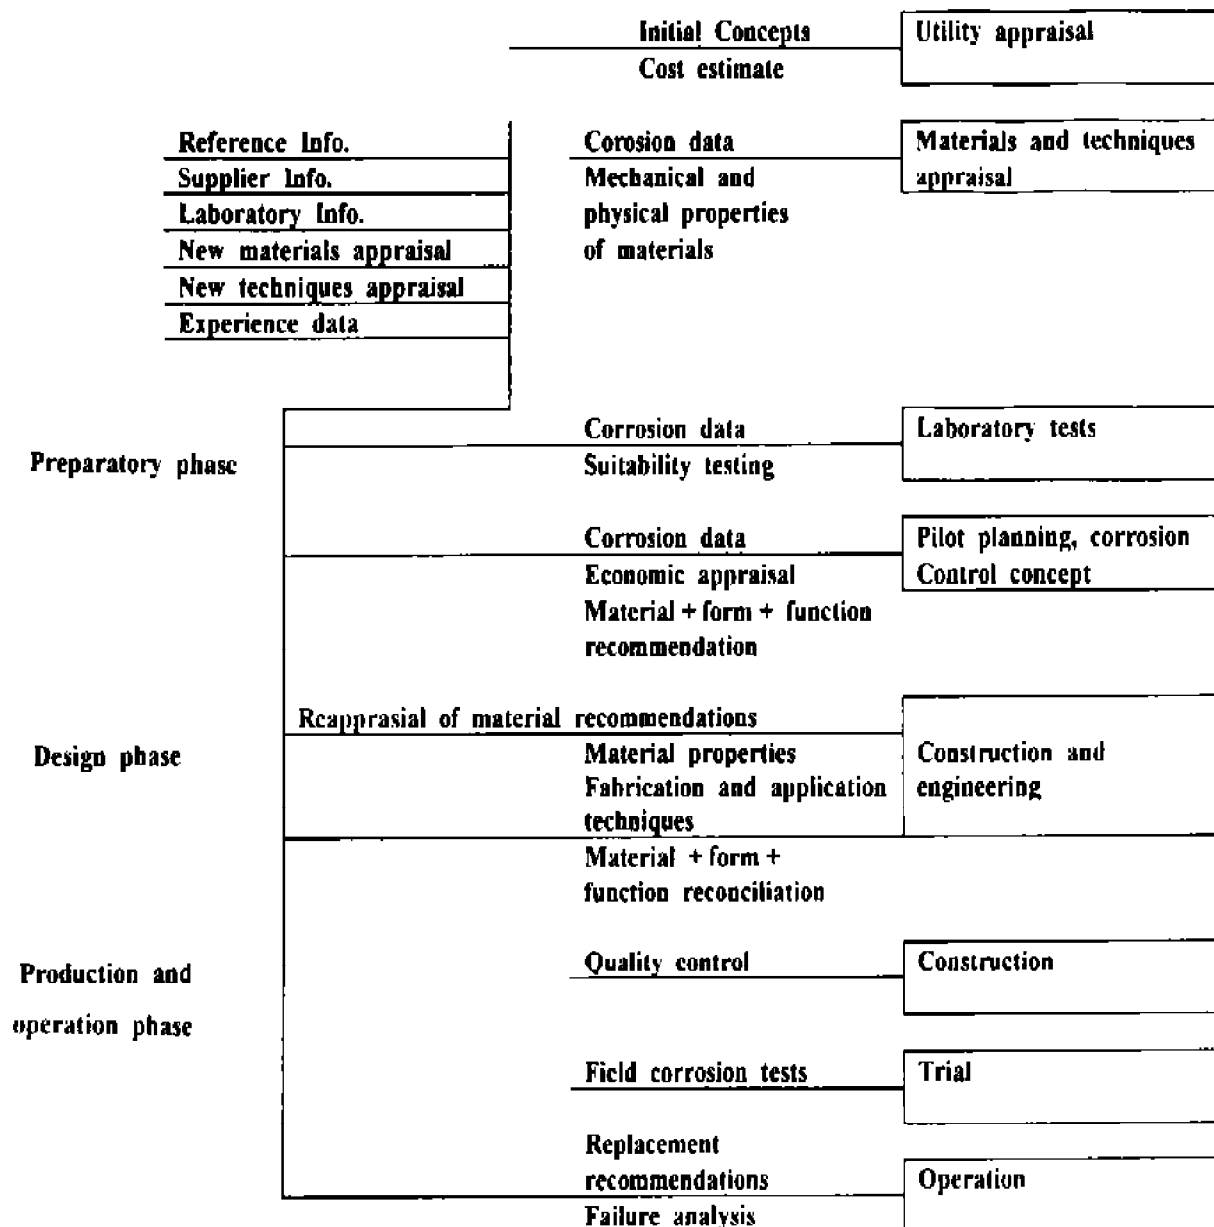 Initial Concepts
Cost estimate
Utility appraisal
Reference Info.
Supplier Info.
Laboratory Info.
New materials appraisal
New techniques appraisal
Experience data
Corosion data
Mechanical and
physical properties
of materials
Materials and techniques
appraisal
Preparatory phase
Corrosion data
Suitability testing
Laboratory tests
Corrosion data
Economic appraisal
Material + form + function
recommendation
Pilot planning, corrosion
Control concept
Design phase
Reapprasial of material recommendations
Material properties
Fabrication and application
techniques
Material + form +
function reconciliation
Construction and
engineering
Production and
operation phase
Quality control
Construction
Field corrosion tests
Trial
Replacement
recommendations
Failure analysis
Operation